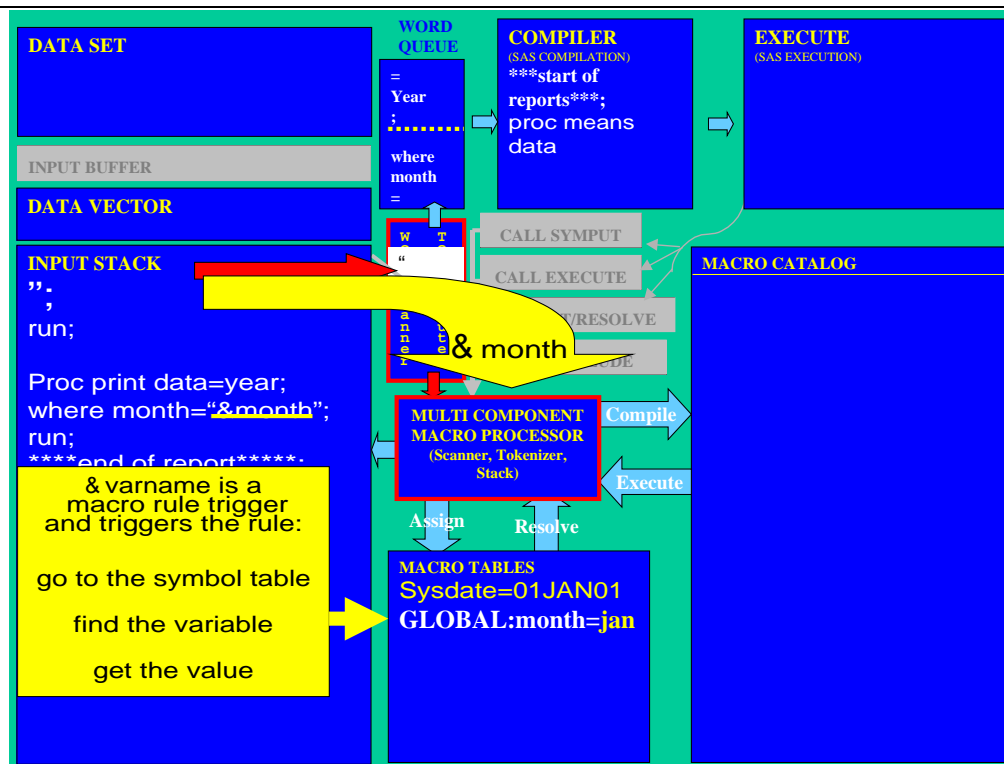 DATA SET
WORD
QUEUE
=
Year
;
where
month
=
COMPILER
(SAS COMPILATION)
***start of
reports***;
proc means
data
EXECUTE
(SAS EXECUTION)
INPUT BUFFER
DATA VECTOR
INPUT STACK
”;
run;
Proc print data=year;
where month=“&month”;
run;
****end of report*****;
“
& month
CALL SYMPUT
CALL EXECUTE
/RESOLVE
MACRO CATALOG
MULTI COMPONENT
MACRO PROCESSOR
(Scanner, Tokenizer,
Stack)
Compile
Execute
Assign
Resolve
& varname is a
macro rule trigger
and triggers the rule:
go to the symbol table
find the variable
get the value
MACRO TABLES
Sysdate=01JAN01
GLOBAL:month=jan